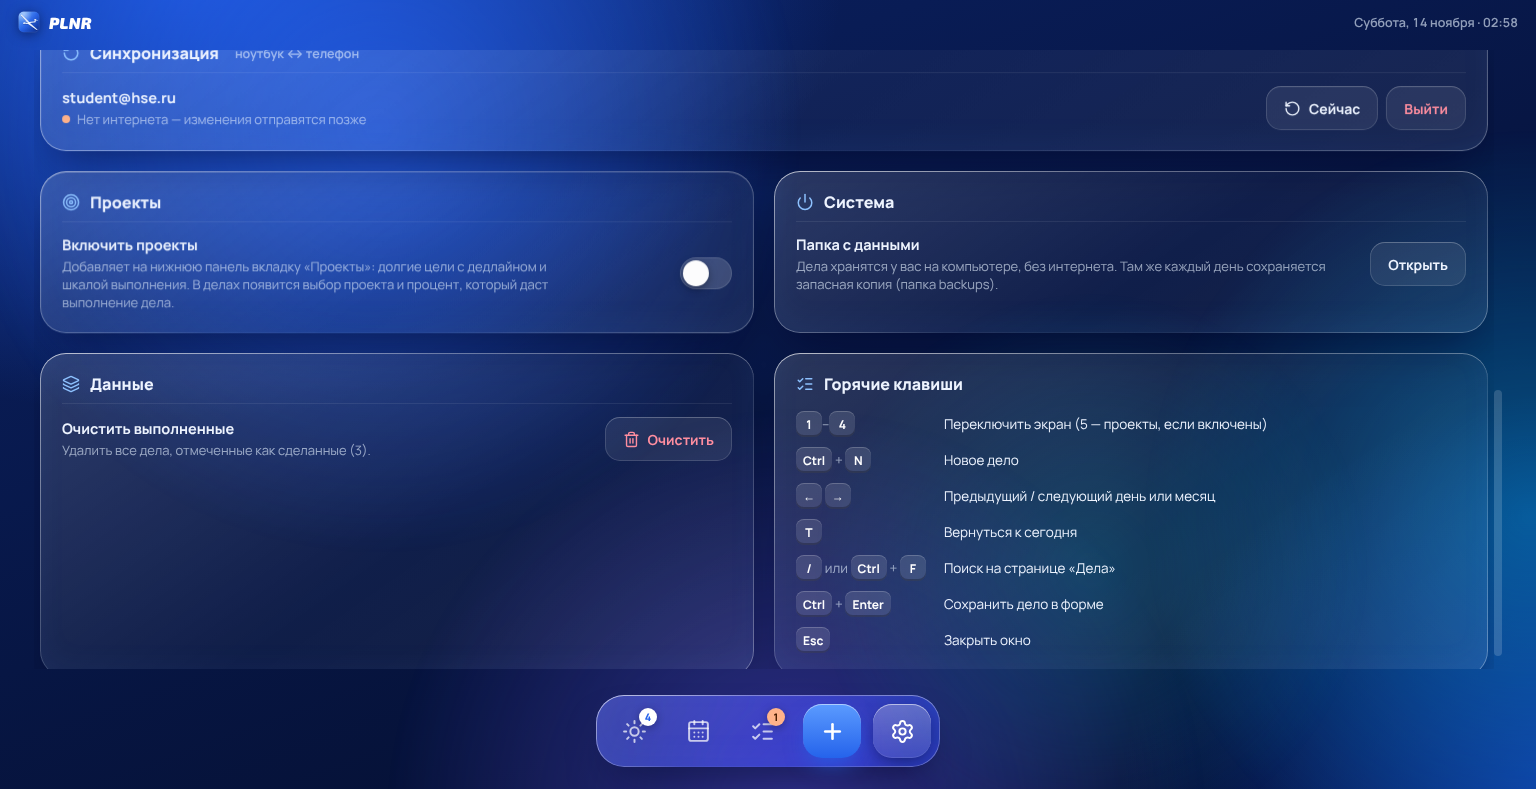 PLNR
Суббота, 14 ноября · 02:58
Синхронизация ноутбук ↔ телефон
student@hse.ru
Нет интернета — изменения отправятся позже
Сейчас
Выйти
Проекты
Включить проекты
Добавляет на нижнюю панель вкладку «Проекты»: долгие цели с дедлайном и
шкалой выполнения. В делах появится выбор проекта и процент, который даст
выполнение дела.
Система
Папка с данными
Дела хранятся у вас на компьютере, без интернета. Там же каждый день сохраняется
запасная копия (папка backups).
Открыть
Данные
Очистить выполненные
Удалить все дела, отмеченные как сделанные (3).
Очистить
Горячие клавиши
1 – 4 Переключить экран (5 — проекты, если включены)
Ctrl + N Новое дело
← → Предыдущий / следующий день или месяц
T Вернуться к сегодня
/ или Ctrl + F Поиск на странице «Дела»
Ctrl + Enter Сохранить дело в форме
Esc Закрыть окно
4
1